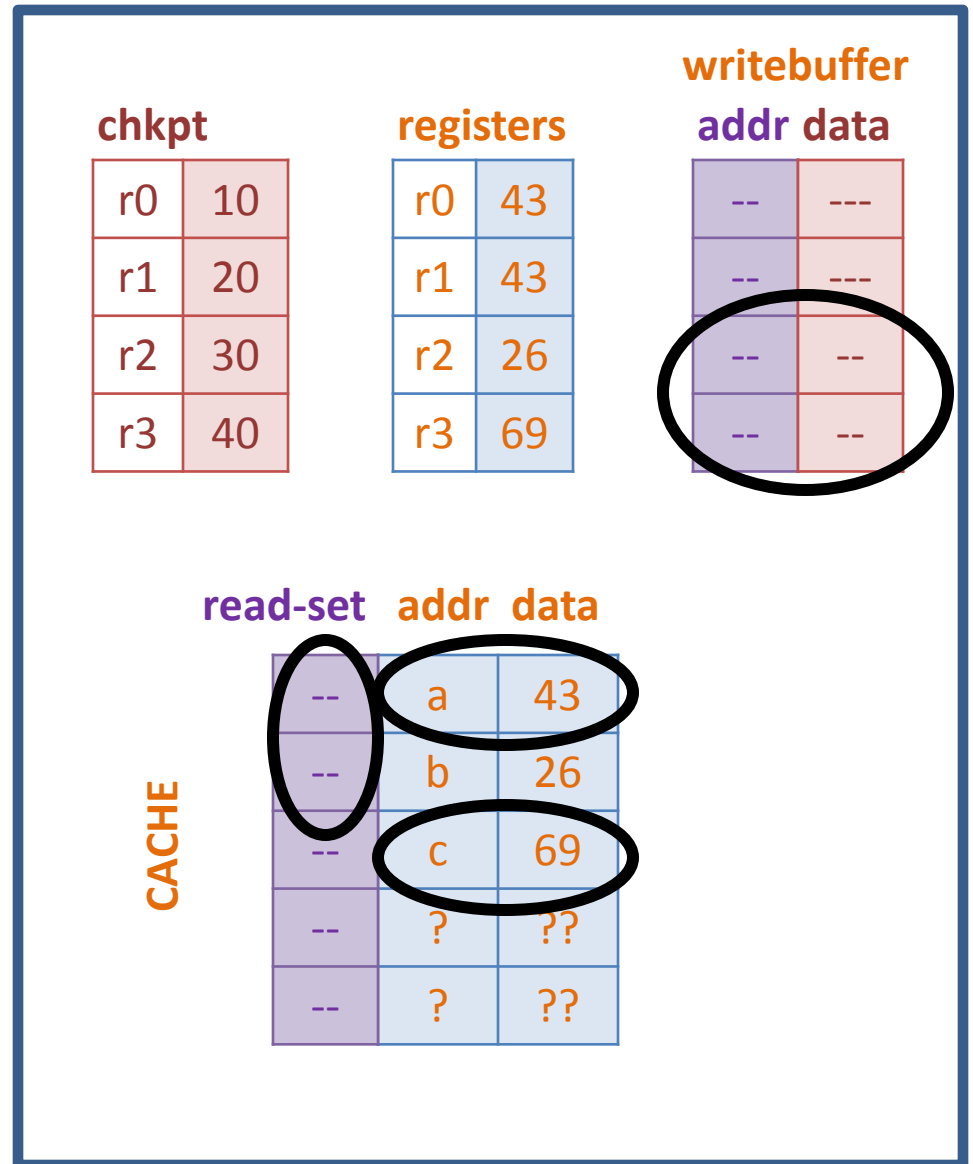 writebuffer
chkpt registers addr data
r0 10 r0 43 -- ---
r1 20 r1 43 -- ---
r2 30 r2 26 -- --
r3 40 r3 69 -- --
read-set addr data
-- a 43
-- b 26
CACHE
-- c 69
-- ? ??
-- ? ??